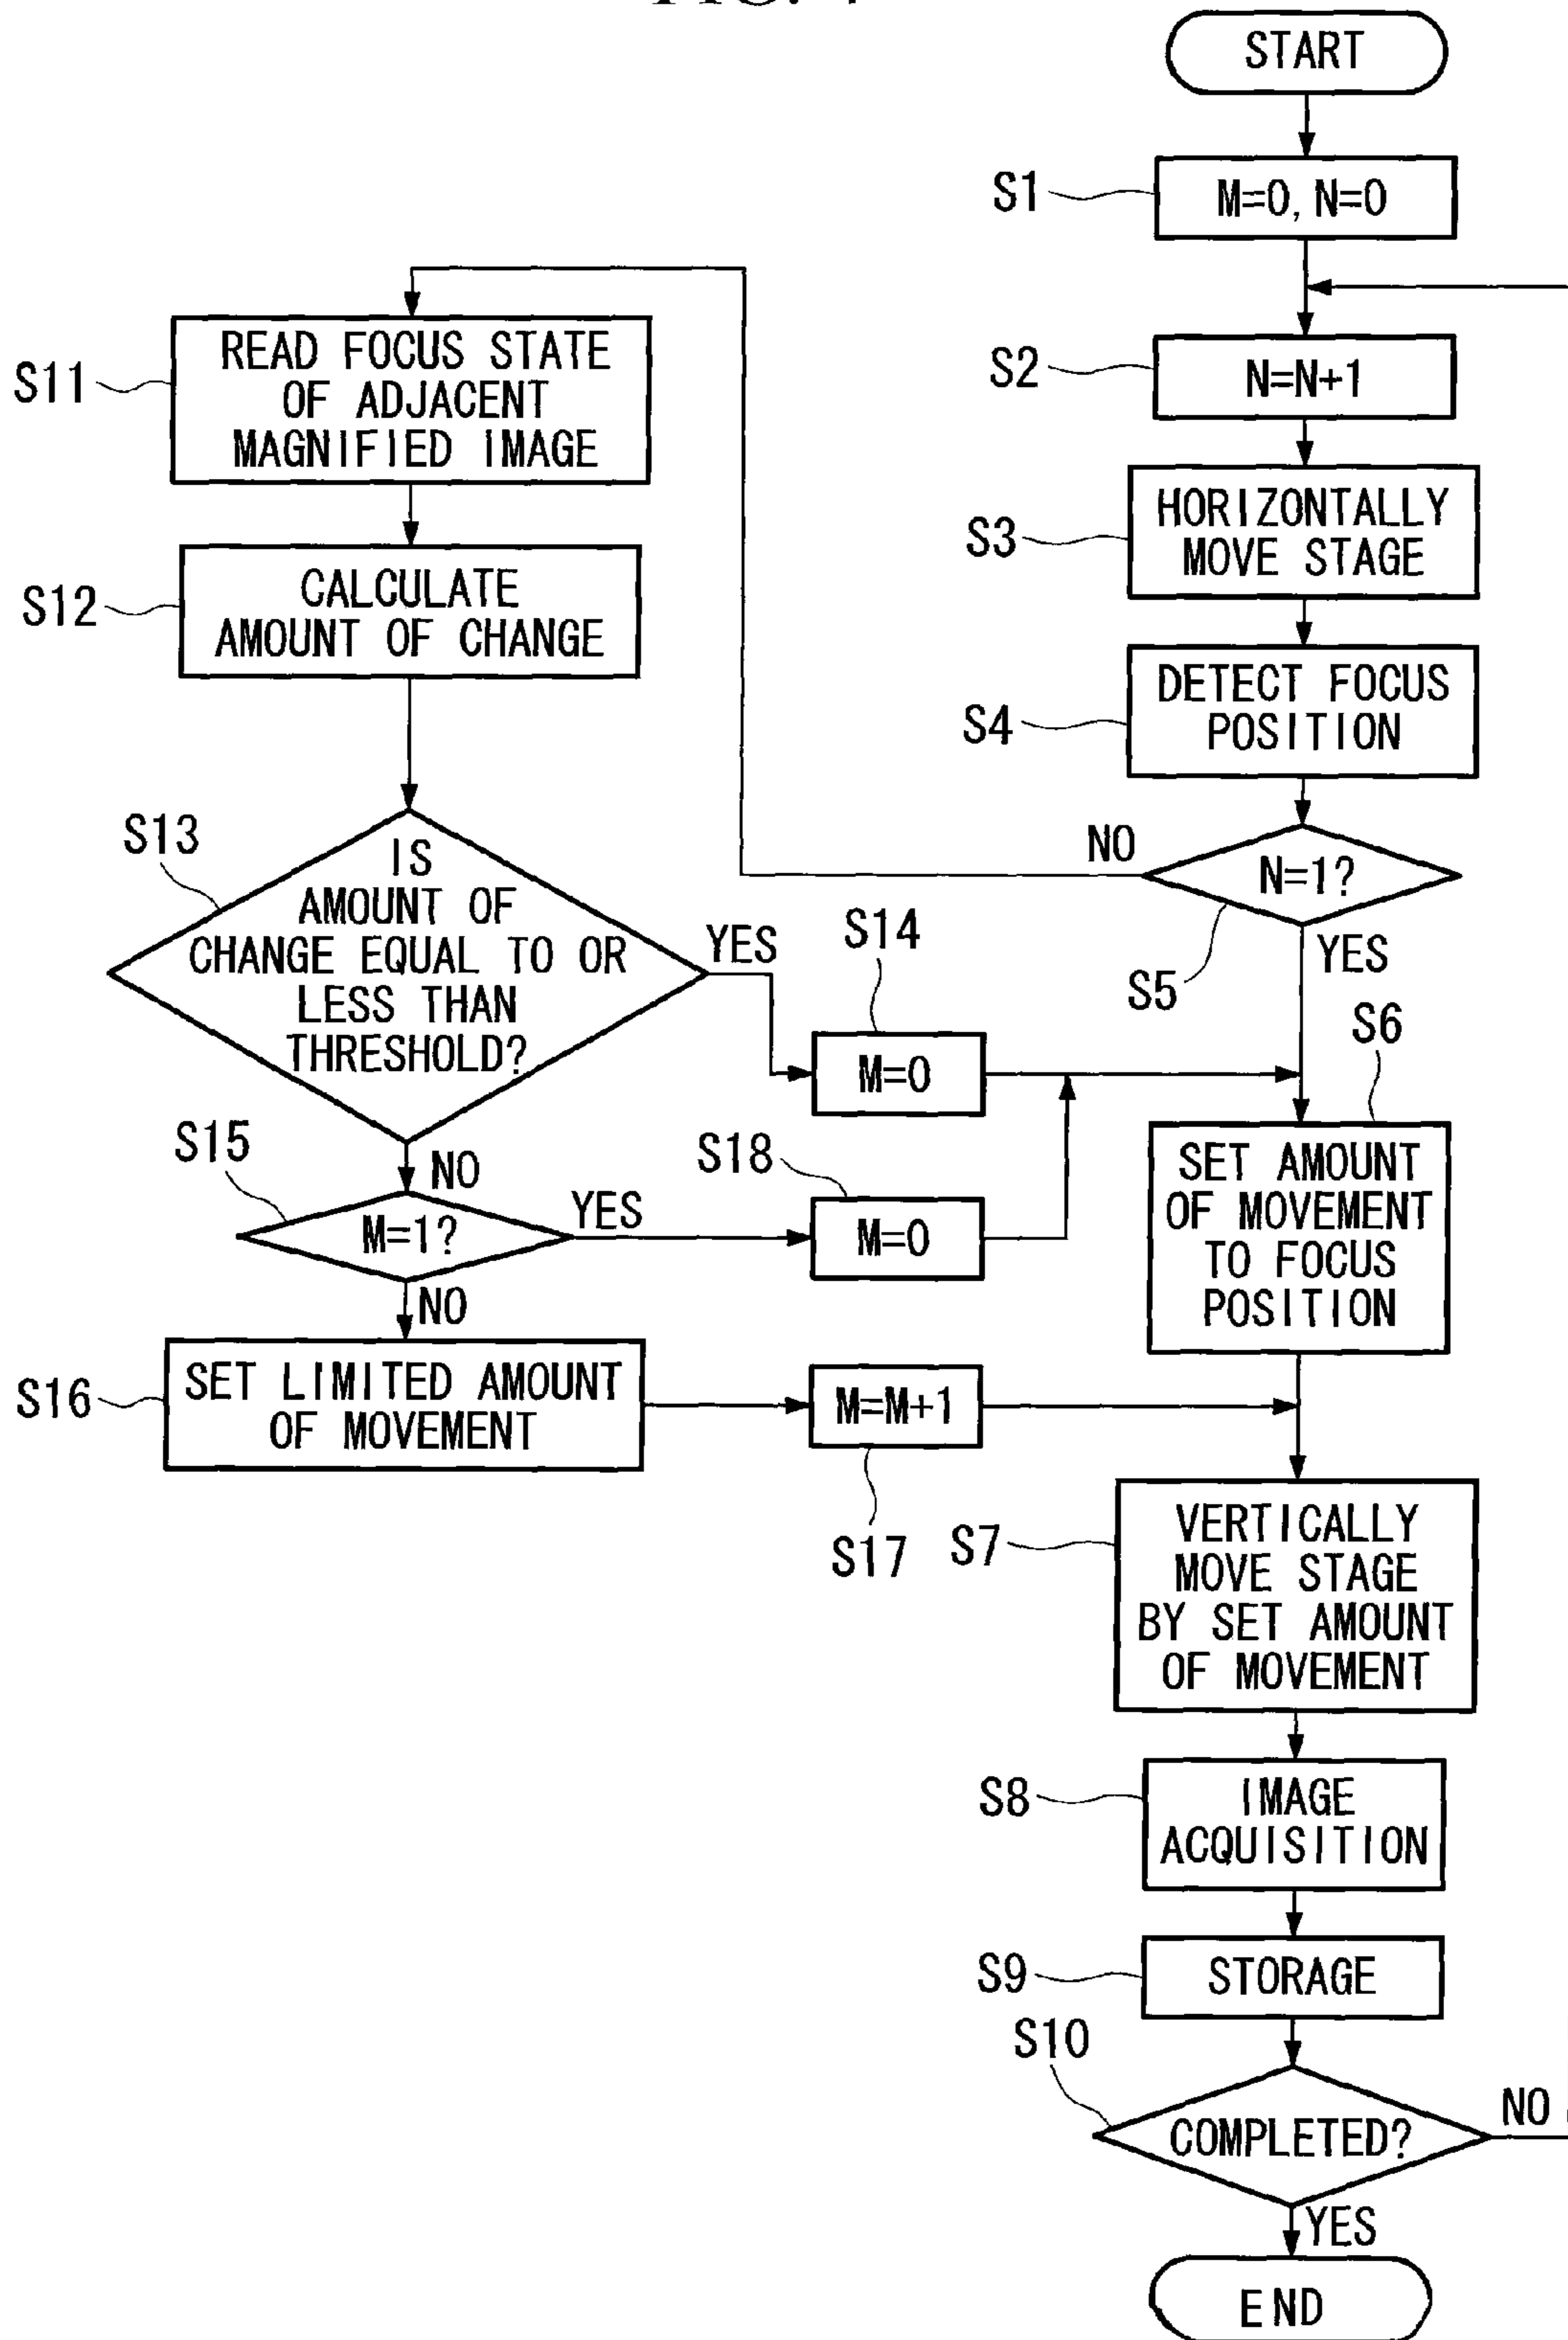 START
S1
M=0, N=0
S2
N=N+1
S3
HORIZONTALLY
MOVE STAGE
S4
DETECT FOCUS
POSITION
S5
N=1?
NO
YES
S6
SET AMOUNT
OF MOVEMENT
TO FOCUS
POSITION
S7
VERTICALLY
MOVE STAGE
BY SET AMOUNT
OF MOVEMENT
S8
IMAGE
ACQUISITION
S9
STORAGE
S10
COMPLETED?
NO
YES
END
S11
READ FOCUS STATE
OF ADJACENT
MAGNIFIED IMAGE
S12
CALCULATE
AMOUNT OF CHANGE
S13
IS
AMOUNT OF
CHANGE EQUAL TO OR
LESS THAN
THRESHOLD?
YES
NO
S14
M=0
S15
M=1?
YES
NO
S18
M=0
S16
SET LIMITED AMOUNT
OF MOVEMENT
M=M+1
S17